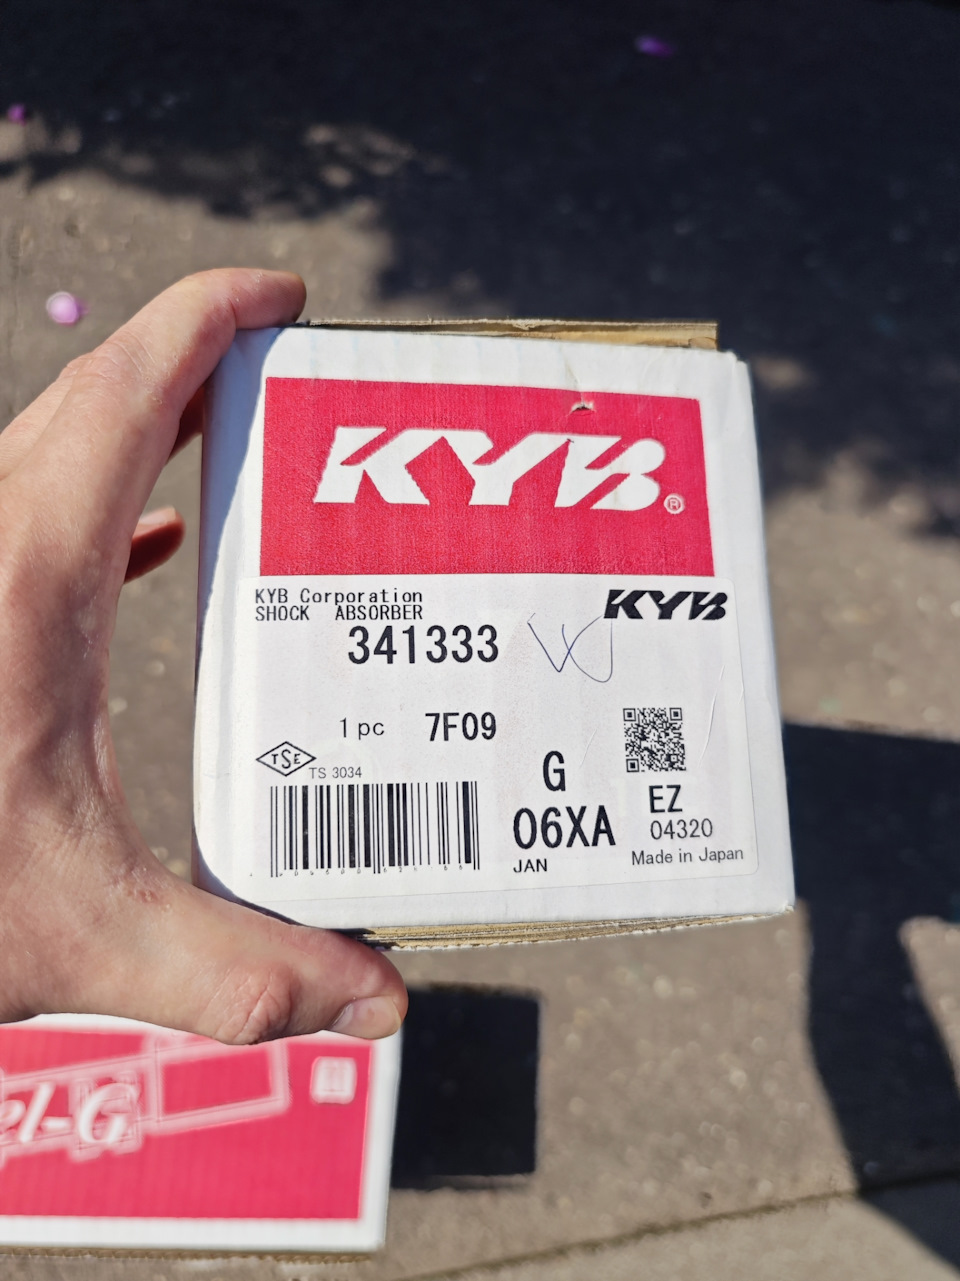 KYB®
KYB Corporation
SHOCK ABSORBER
KYB
341333
1 pc 7F09
TSE
TS 3034
G
06XA
JAN
EZ
04320
Made in Japan
el-G